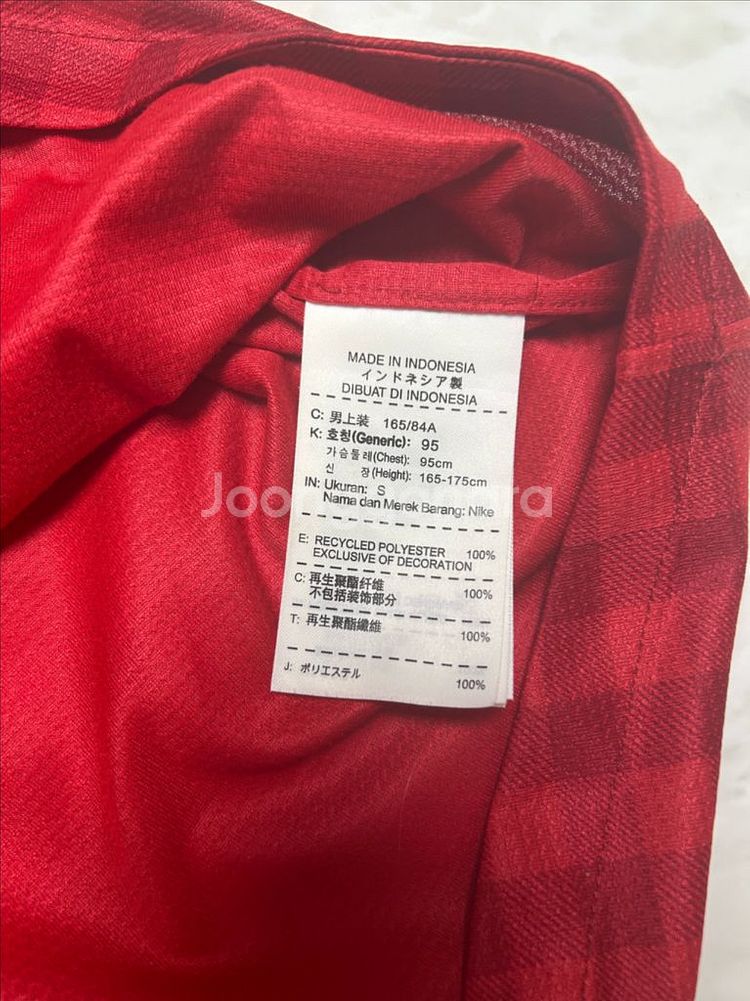 MADE IN INDONESIA
インドネシア製
DIBUAT DI INDONESIA
C: 男上装 165/84A
K: 호칭(Generic): 95
가슴둘레(Chest): 95cm
신 장(Height): 165-175cm
IN: Ukuran: S
Nama dan Merek Barang: Nike
E: RECYCLED POLYESTER 100%
EXCLUSIVE OF DECORATION
C: 再生聚酯纤维 100%
不包括装饰部分
T: 再生聚酯纖維 100%
J: ポリエステル 100%